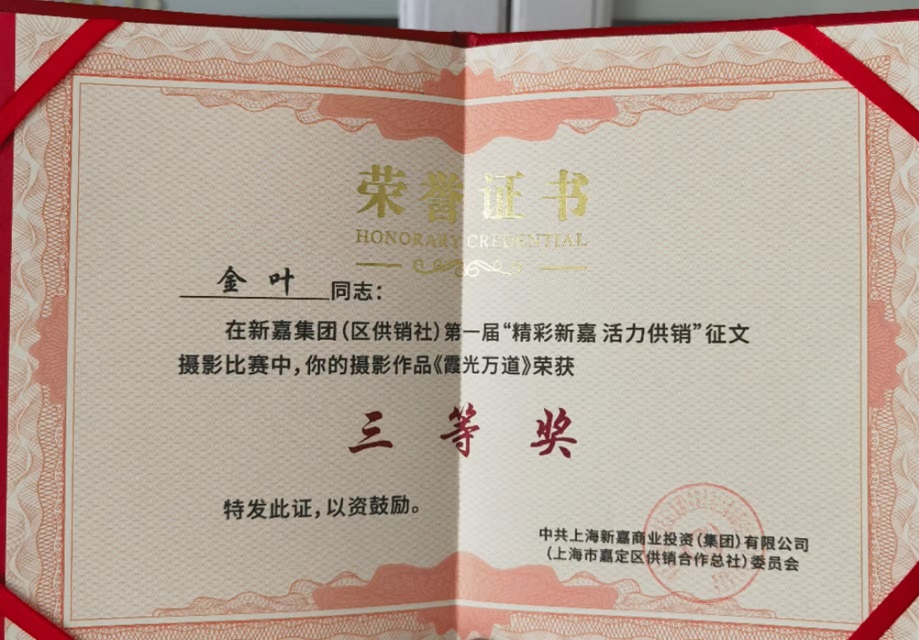 荣誉证书
HONORARY CREDENTIAL
金叶 同志：
在新嘉集团（区供销社）第一届“精彩新嘉 活力供销”征文
摄影比赛中，你的摄影作品《霞光万道》荣获
三等奖
特发此证，以资鼓励。
中共上海新嘉商业投资（集团）有限公司
（上海市嘉定区供销合作总社）委员会